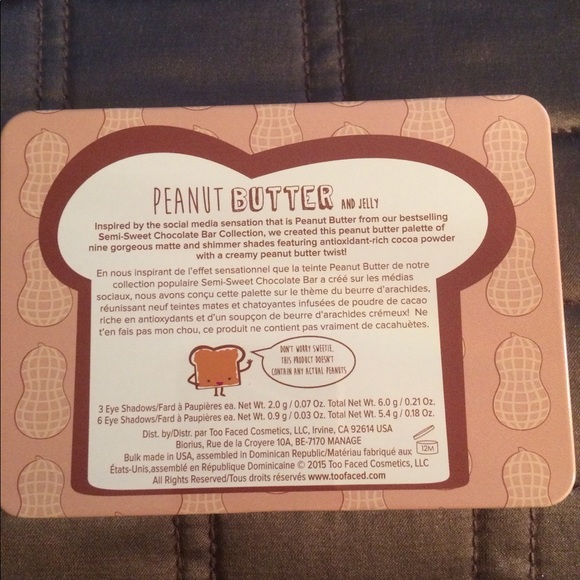 PEANUT BUTTER AND JELLY
Inspired by the social media sensation that is Peanut Butter from our bestselling
Semi-Sweet Chocolate Bar Collection, we created this peanut butter palette of
nine gorgeous matte and shimmer shades featuring antioxidant-rich cocoa powder
with a creamy peanut butter twist!
En nous inspirant de l'effet sensationnel que la teinte Peanut Butter de notre
collection populaire Semi-Sweet Chocolate Bar a créé sur les médias
sociaux, nous avons conçu cette palette sur le thème du beurre d'arachides,
réunissant neuf teintes mates et chatoyantes infusées de poudre de cacao
riche en antioxydants et d'un soupçon de beurre d'arachides crémeux! Ne
t'en fais pas mon chou, ce produit ne contient pas vraiment de cacahuètes.
DON'T WORRY SWEETIE,
THIS PRODUCT DOESN'T
CONTAIN ANY ACTUAL PEANUTS
3 Eye Shadows/Fard à Paupières ea. Net Wt. 2.0 g / 0.07 Oz. Total Net Wt. 6.0 g / 0.21 Oz.
6 Eye Shadows/Fard à Paupières ea. Net Wt. 0.9 g / 0.03 Oz. Total Net Wt. 5.4 g / 0.18 Oz.
Dist. by/Distr. par Too Faced Cosmetics, LLC, Irvine, CA 92614 USA
Biorius, Rue de la Croyere 10A, BE-7170 MANAGE
12M
Bulk made in USA, assembled in Dominican Republic/Matériau fabriqué aux
États-Unis,assemblé en République Dominicaine © 2015 Too Faced Cosmetics, LLC
All Rights Reserved/Tous droits réservés www.toofaced.com